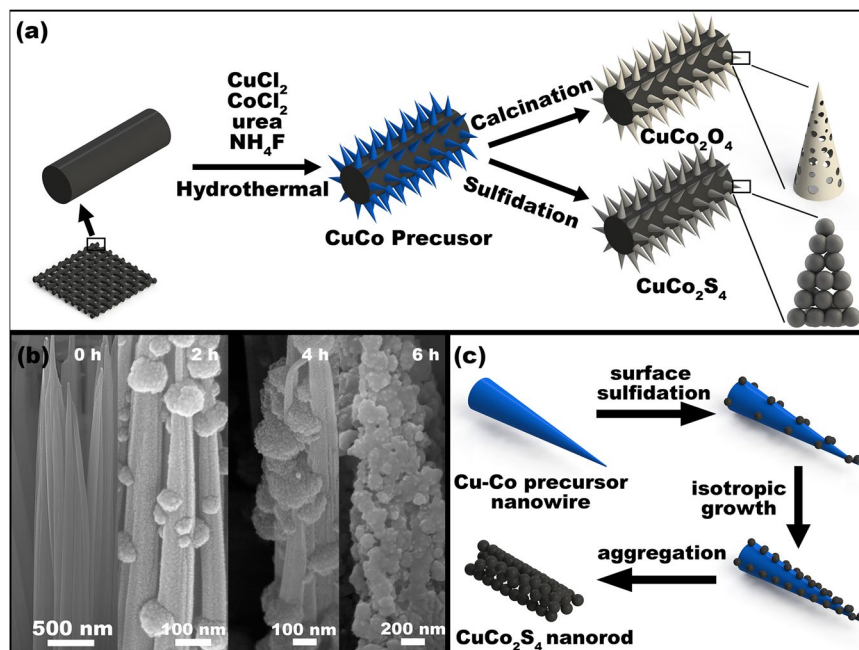 (a)
CuCl₂
CoCl₂
urea
NH₄F
Hydrothermal
CuCo Precusor
Calcination
Sulfidation
CuCo₂O₄
CuCo₂S₄
(b)
0 h
2 h
4 h
6 h
500 nm
100 nm
100 nm
200 nm
(c)
surface
sulfidation
Cu-Co precursor
nanowire
isotropic
growth
aggregation
CuCo₂S₄ nanorod